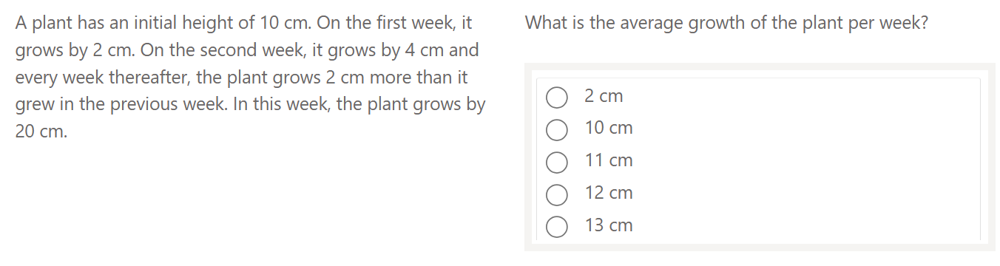 A plant has an initial height of 10 cm. On the first week, it
grows by 2 cm. On the second week, it grows by 4 cm and
every week thereafter, the plant grows 2 cm more than it
grew in the previous week. In this week, the plant grows by
20 cm.
What is the average growth of the plant per week?
2 cm
10 cm
11 cm
12 cm
13 cm